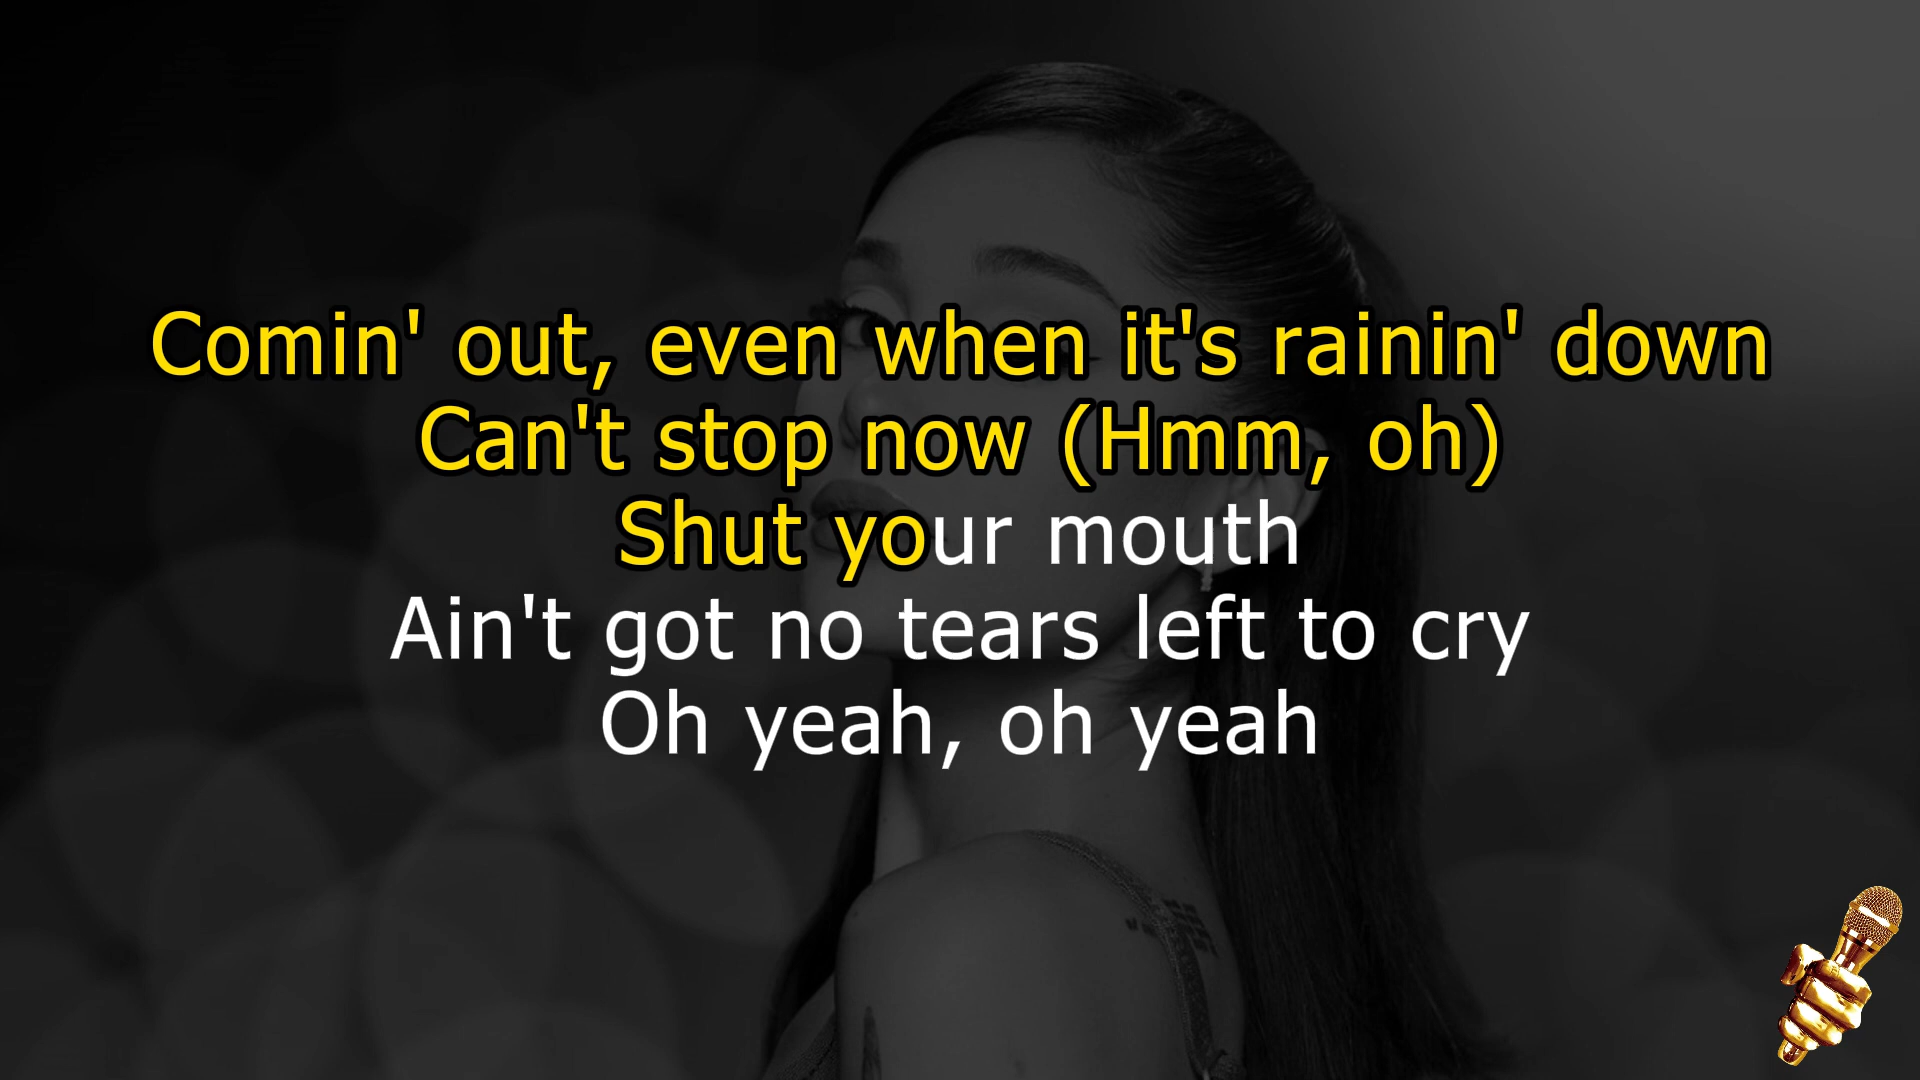 Comin' out, even when it's rainin' down
Can't stop now (Hmm, oh)
Shut your mouth
Ain't got no tears left to cry
Oh yeah, oh yeah